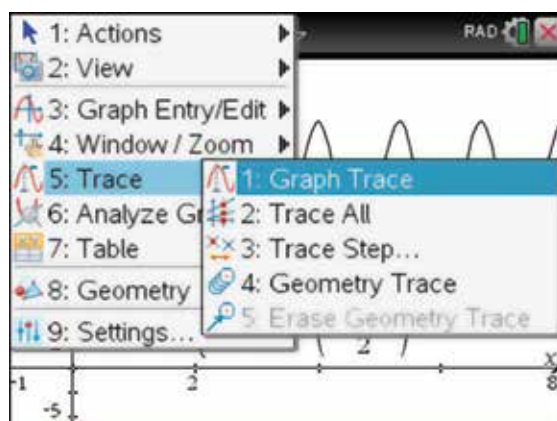 1: Actions
RAD
2: View
3: Graph Entry/Edit
4: Window / Zoom
5: Trace
1: Graph Trace
6: Analyze Gr
2: Trace All
7: Table
3: Trace Step...
8: Geometry
4: Geometry Trace
9: Settings...
5: Erase Geometry Trace
2
x
-1
2
8
-5